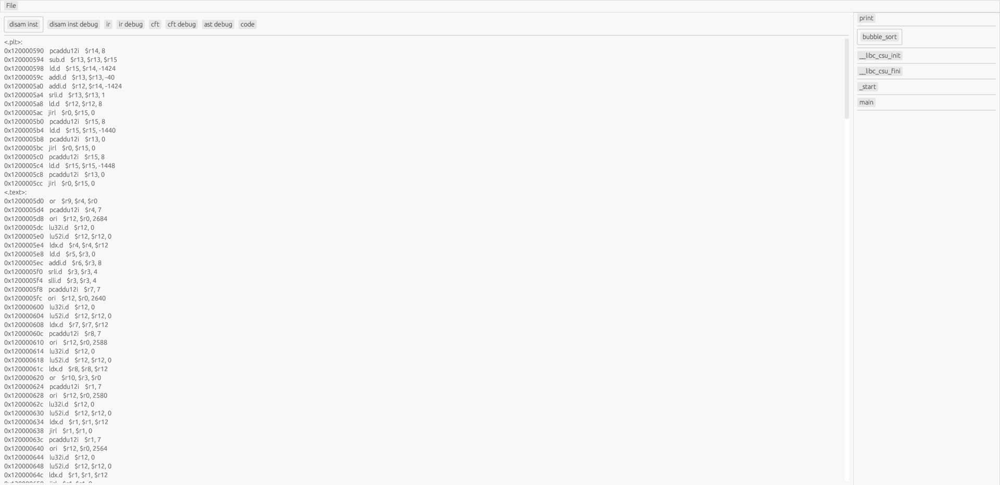 File
disam inst disam inst debug ir ir debug cft cft debug ast debug code
<.plt>:
0x120000590 pcaddu12i $r14, 8
0x120000594 sub.d $r13, $r13, $r15
0x120000598 ld.d $r15, $r14, -1424
0x12000059c addi.d $r13, $r13, -40
0x1200005a0 addi.d $r12, $r14, -1424
0x1200005a4 srli.d $r13, $r13, 1
0x1200005a8 ld.d $r12, $r12, 8
0x1200005ac jirl $r0, $r15, 0
0x1200005b0 pcaddu12i $r15, 8
0x1200005b4 ld.d $r15, $r15, -1440
0x1200005b8 pcaddu12i $r13, 0
0x1200005bc jirl $r0, $r15, 0
0x1200005c0 pcaddu12i $r15, 8
0x1200005c4 ld.d $r15, $r15, -1448
0x1200005c8 pcaddu12i $r13, 0
0x1200005cc jirl $r0, $r15, 0
<.text>:
0x1200005d0 or $r9, $r4, $r0
0x1200005d4 pcaddu12i $r4, 7
0x1200005d8 ori $r12, $r0, 2684
0x1200005dc lu32i.d $r12, 0
0x1200005e0 lu52i.d $r12, $r12, 0
0x1200005e4 ldx.d $r4, $r4, $r12
0x1200005e8 ld.d $r5, $r3, 0
0x1200005ec addi.d $r6, $r3, 8
0x1200005f0 srli.d $r3, $r3, 4
0x1200005f4 slli.d $r3, $r3, 4
0x1200005f8 pcaddu12i $r7, 7
0x1200005fc ori $r12, $r0, 2640
0x120000600 lu32i.d $r12, 0
0x120000604 lu52i.d $r12, $r12, 0
0x120000608 ldx.d $r7, $r7, $r12
0x12000060c pcaddu12i $r8, 7
0x120000610 ori $r12, $r0, 2588
0x120000614 lu32i.d $r12, 0
0x120000618 lu52i.d $r12, $r12, 0
0x12000061c ldx.d $r8, $r8, $r12
0x120000620 or $r10, $r3, $r0
0x120000624 pcaddu12i $r1, 7
0x120000628 ori $r12, $r0, 2580
0x12000062c lu32i.d $r12, 0
0x120000630 lu52i.d $r12, $r12, 0
0x120000634 ldx.d $r1, $r1, $r12
0x120000638 jirl $r1, $r1, 0
0x12000063c pcaddu12i $r1, 7
0x120000640 ori $r12, $r0, 2564
0x120000644 lu32i.d $r12, 0
0x120000648 lu52i.d $r12, $r12, 0
0x12000064c ldx.d $r1, $r1, $r12
print
bubble_sort
__libc_csu_init
__libc_csu_fini
_start
main